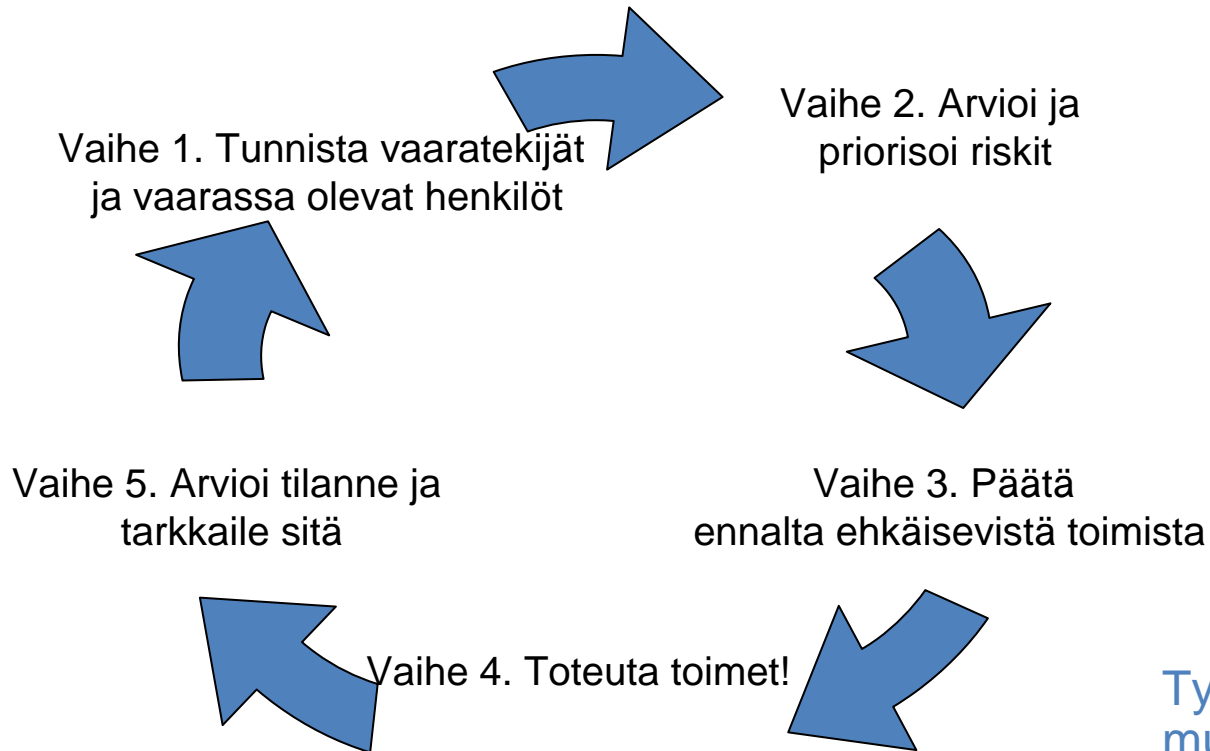 Vaihe 1. Tunnista vaaratekijät
ja vaarassa olevat henkilöt
Vaihe 2. Arvioi ja
priorisoi riskit
Vaihe 3. Päätä
ennalta ehkäisevistä toimista
Vaihe 4. Toteuta toimet!
Vaihe 5. Arvioi tilanne ja
tarkkaile sitä